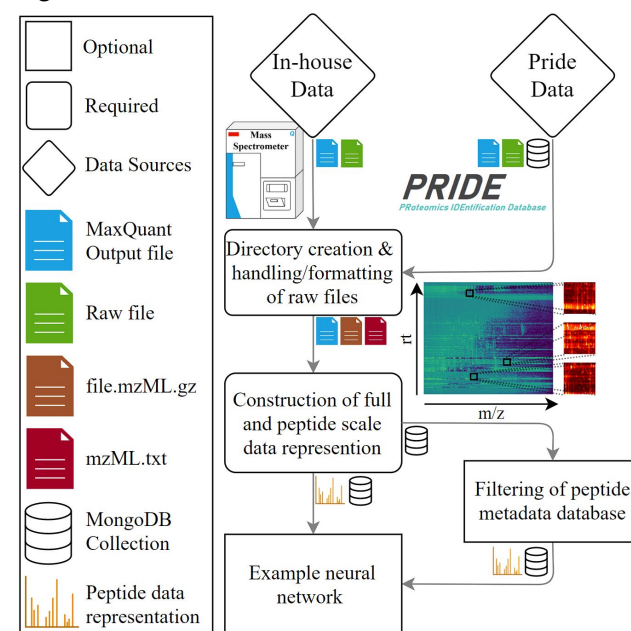 Optional
Required
Data Sources
MaxQuant
Output file
Raw file
file.mzML.gz
mzML.txt
MongoDB
Collection
Peptide data
representation
In-house
Data
Pride
Data
Mass
Spectrometer
PRIDE
PRoteomics IDEntification Database
Directory creation &
handling/formatting
of raw files
rt
m/z
Construction of full
and peptide scale
data represention
Filtering of peptide
metadata database
Example neural
network